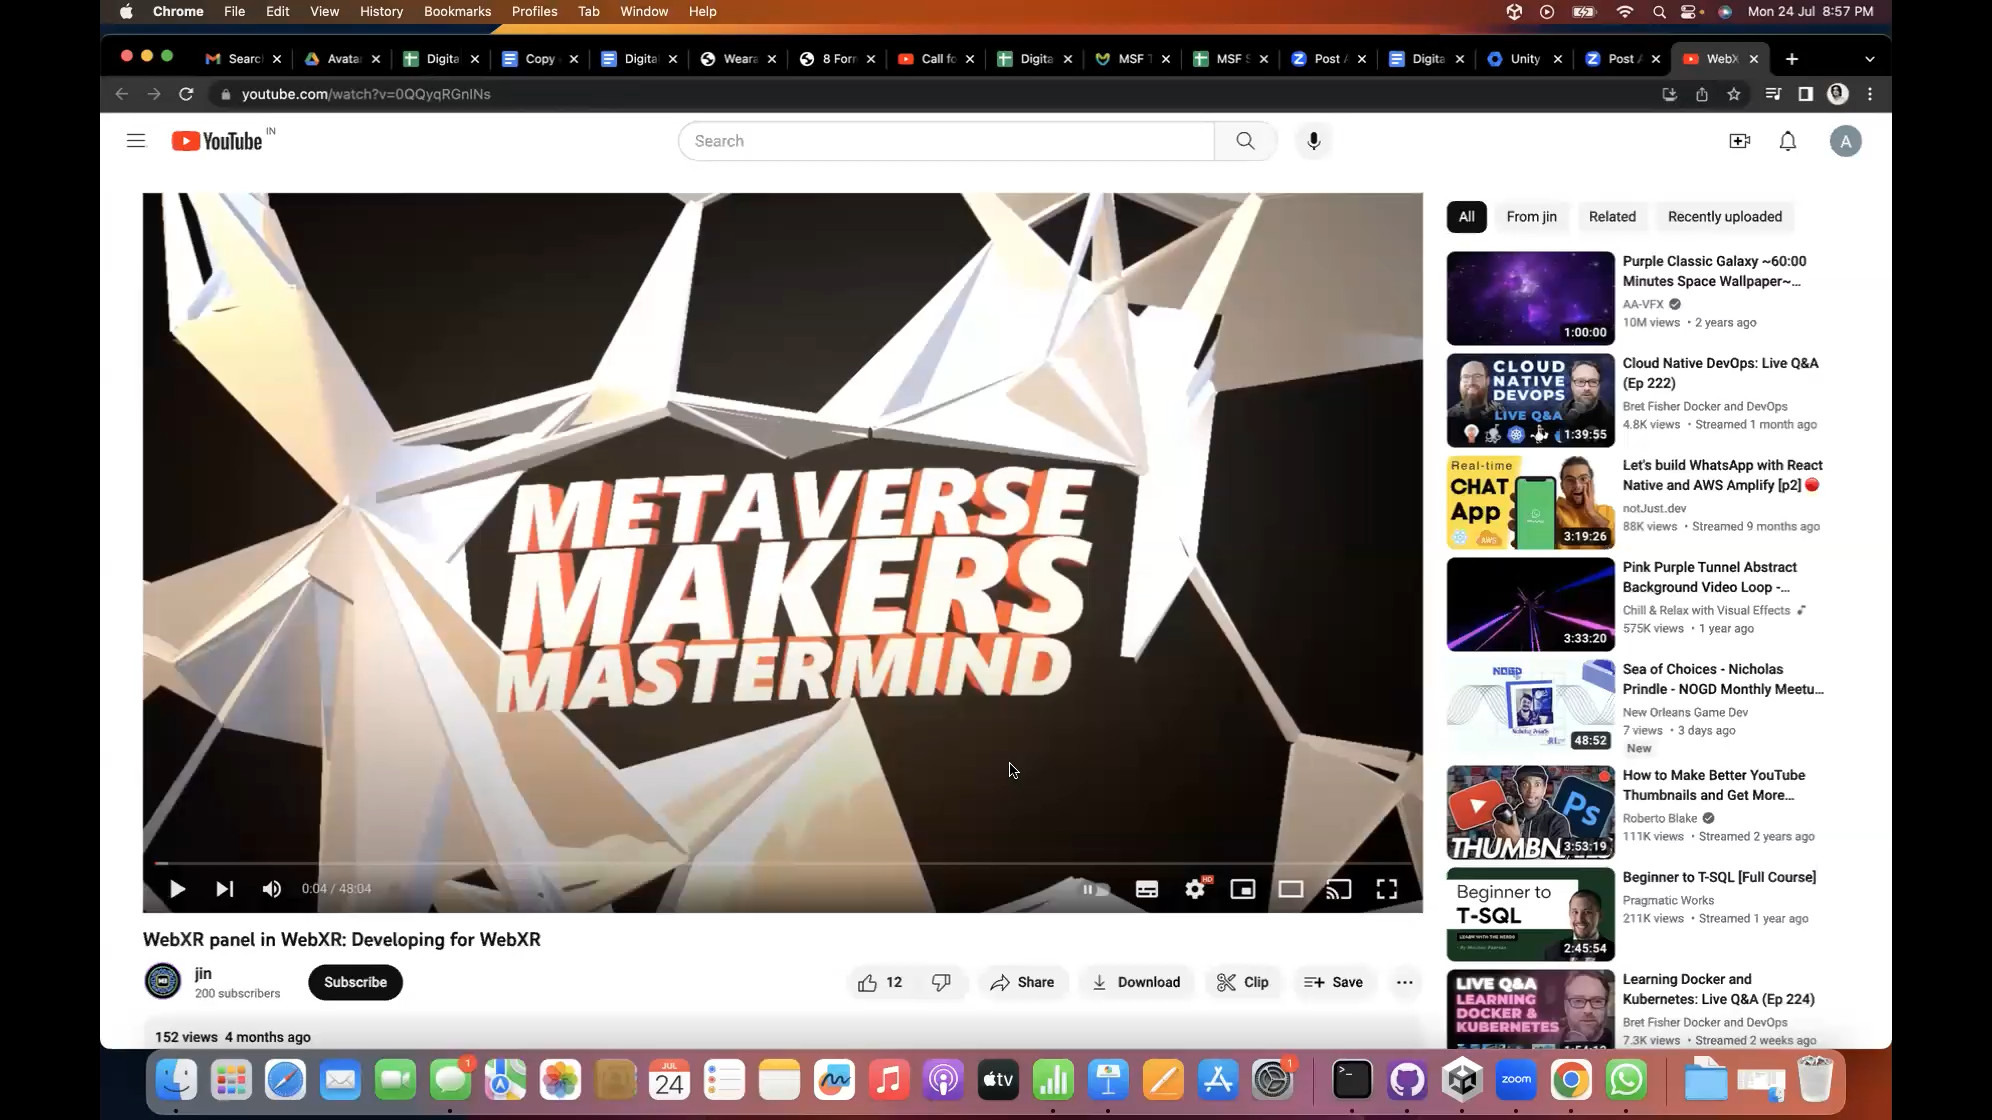 Chrome File Edit View History Bookmarks Profiles Tab Window Help Mon 24 Jul 8:57 PM
Searc Avata Digita Copy Digital Wear 8 For Call fo Digita MSF MSF S Post Digita Unity Post WebX
youtube.com/watch?v=0QQyqRGnINs
YouTube IN
Search
A
METAVERSE
MAKERS
MASTERMIND
0:04 / 48:04
HD
WebXR panel in WebXR: Developing for WebXR
jin
200 subscribers
Subscribe
12
Share
Download
Clip
Save
152 views 4 months ago
All From jin Related Recently uploaded
1:00:00
Purple Classic Galaxy ~60:00
Minutes Space Wallpaper~...
AA-VFX
10M views • 2 years ago
CLOUD
NATIVE
DEVOPS
LIVE Q&A
1:39:55
Cloud Native DevOps: Live Q&A
(Ep 222)
Bret Fisher Docker and DevOps
4.8K views • Streamed 1 month ago
Real-time
CHAT
App
AWS
3:19:26
Let's build WhatsApp with React
Native and AWS Amplify [p2]
notJust.dev
88K views • Streamed 9 months ago
3:33:20
Pink Purple Tunnel Abstract
Background Video Loop -...
Chill & Relax with Visual Effects
575K views • 1 year ago
NOGD
48:52
Sea of Choices - Nicholas
Prindle - NOGD Monthly Meetu...
New Orleans Game Dev
7 views • 3 days ago
New
Ps
3:53:19
How to Make Better YouTube
Thumbnails and Get More...
Roberto Blake
111K views • Streamed 2 years ago
Beginner to
T-SQL
2:45:54
Beginner to T-SQL [Full Course]
Pragmatic Works
211K views • Streamed 1 year ago
LIVE Q&A
LEARNING
DOCKER &
KUBERNETES
Learning Docker and
Kubernetes: Live Q&A (Ep 224)
Bret Fisher Docker and DevOps
7.3K views • Streamed 2 weeks ago
1
JUL
24
tv
1
zoom